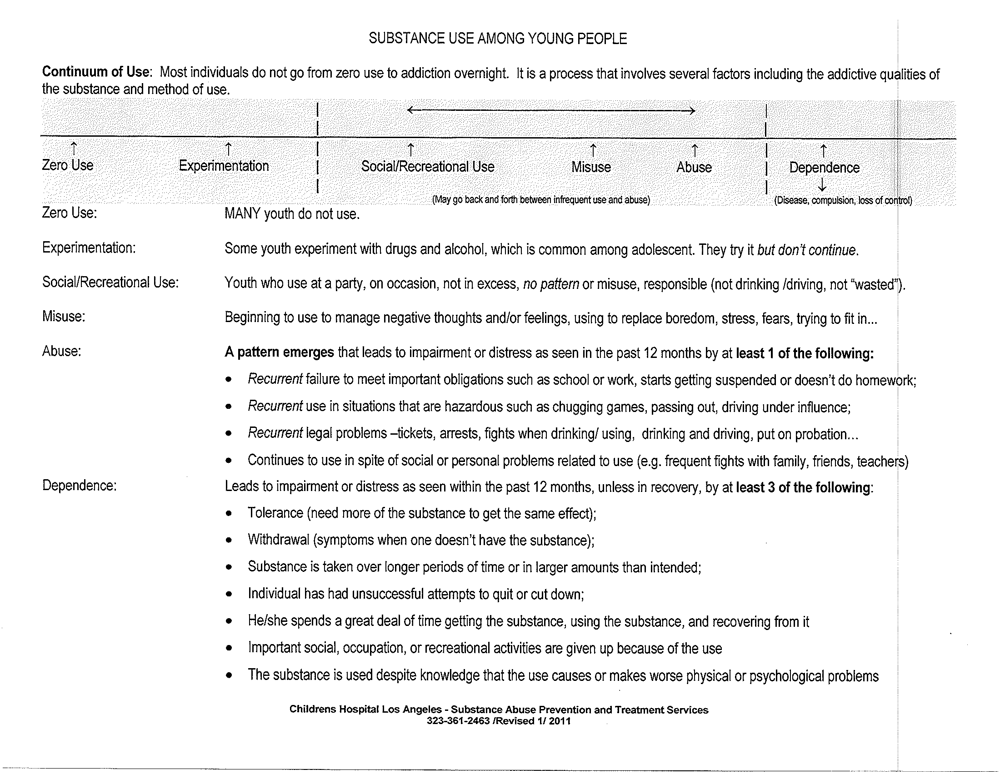 SUBSTANCE USE AMONG YOUNG PEOPLE
Continuum of Use: Most individuals do not go from zero use to addiction overnight. It is a process that involves several factors including the addictive qualities of
the substance and method of use.
Zero Use Experimentation Social/Recreational Use Misuse Abuse Dependence
(May go back and forth between infrequent use and abuse) (Disease, compulsion, loss of control)
Zero Use: MANY youth do not use.
Experimentation: Some youth experiment with drugs and alcohol, which is common among adolescent. They try it but don't continue.
Social/Recreational Use: Youth who use at a party, on occasion, not in excess, no pattern or misuse, responsible (not drinking /driving, not “wasted”).
Misuse: Beginning to use to manage negative thoughts and/or feelings, using to replace boredom, stress, fears, trying to fit in...
Abuse: A pattern emerges that leads to impairment or distress as seen in the past 12 months by at least 1 of the following:
• Recurrent failure to meet important obligations such as school or work, starts getting suspended or doesn't do homework;
• Recurrent use in situations that are hazardous such as chugging games, passing out, driving under influence;
• Recurrent legal problems –tickets, arrests, fights when drinking/ using, drinking and driving, put on probation...
• Continues to use in spite of social or personal problems related to use (e.g. frequent fights with family, friends, teachers)
Dependence: Leads to impairment or distress as seen within the past 12 months, unless in recovery, by at least 3 of the following:
• Tolerance (need more of the substance to get the same effect);
• Withdrawal (symptoms when one doesn't have the substance);
• Substance is taken over longer periods of time or in larger amounts than intended;
• Individual has had unsuccessful attempts to quit or cut down;
• He/she spends a great deal of time getting the substance, using the substance, and recovering from it
• Important social, occupation, or recreational activities are given up because of the use
• The substance is used despite knowledge that the use causes or makes worse physical or psychological problems
Childrens Hospital Los Angeles - Substance Abuse Prevention and Treatment Services
323-361-2463 /Revised 1/ 2011